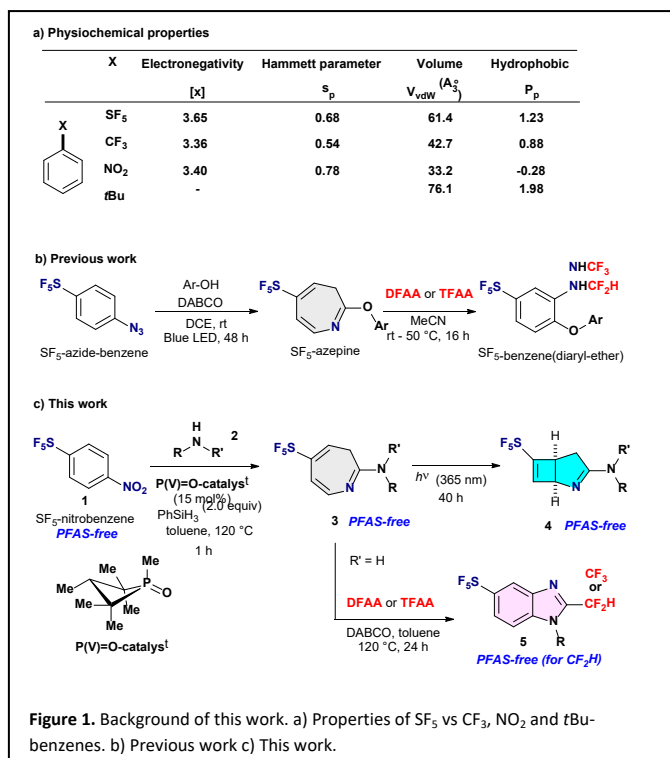 a) Physiochemical properties
X Electronegativity Hammett parameter Volume Hydrophobic
[x] sp VvdW (A3°) Pp
X
SF5 3.65 0.68 61.4 1.23
CF3 3.36 0.54 42.7 0.88
NO2 3.40 0.78 33.2 -0.28
tBu - 76.1 1.98
b) Previous work
F5S
N3
SF5-azide-benzene
Ar-OH
DABCO
DCE, rt
Blue LED, 48 h
F5S
N
O
Ar
SF5-azepine
DFAA or TFAA
MeCN
rt - 50 °C, 16 h
NHCF3
F5S
NHCF2H
O
Ar
SF5-benzene(diaryl-ether)
c) This work
F5S
NO2
1
SF5-nitrobenzene
PFAS-free
H
R N R' 2
P(V)=O-catalyst
(15 mol%)
PhSiH3 (2.0 equiv)
toluene, 120 °C
1 h
F5S
N
N
R'
R
3 PFAS-free
hν (365 nm)
40 h
F5S
H
H
N
N
R'
R
4 PFAS-free
R' = H
DFAA or TFAA
DABCO, toluene
120 °C, 24 h
F5S
N
N
R
CF3
or
CF2H
5
PFAS-free (for CF2H)
Me
Me
P
O
Me
Me
Me
Me
P(V)=O-catalyst
Figure 1. Background of this work. a) Properties of SF5 vs CF3, NO2 and tBu-
benzenes. b) Previous work c) This work.